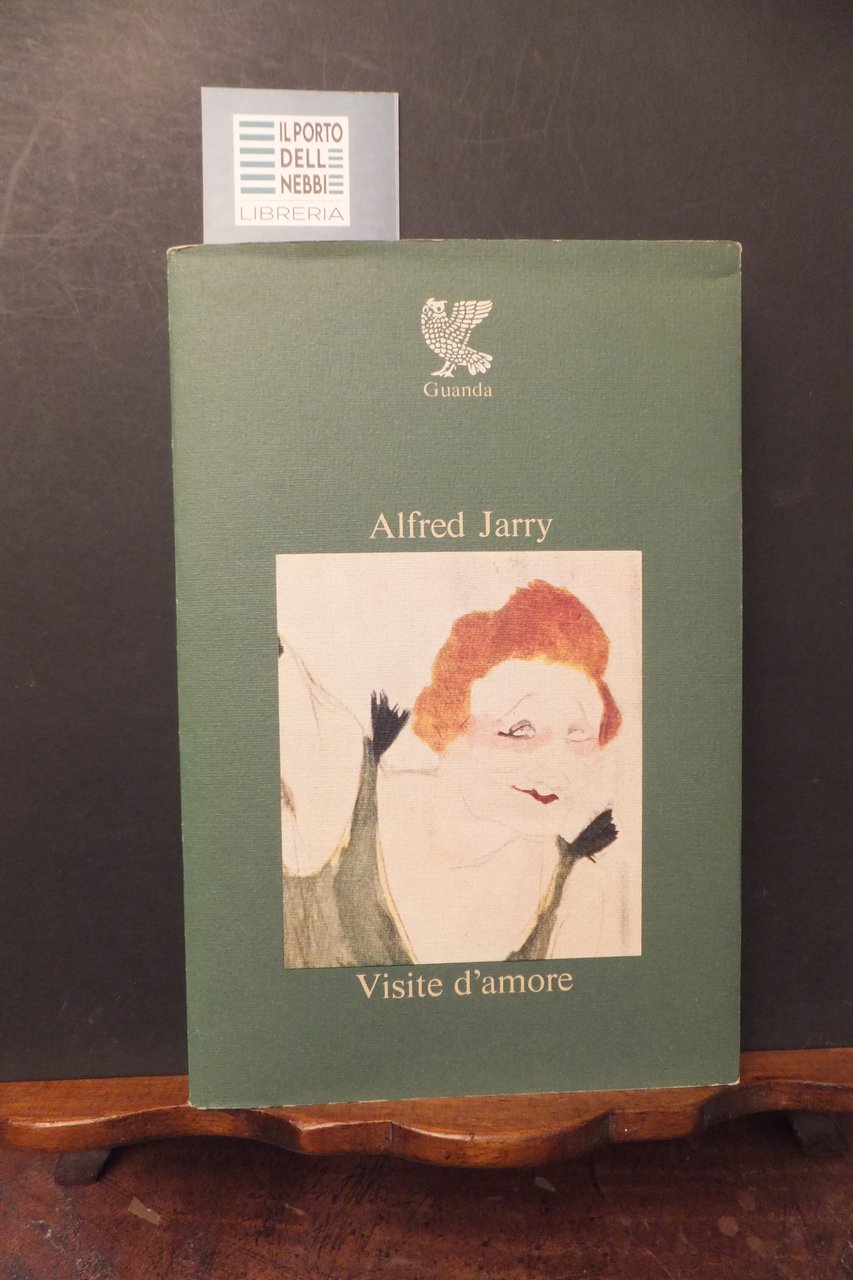 IL PORTO
DELL
NEBBI
LIBRERIA
Guanda
Alfred Jarry
Visite d'amore